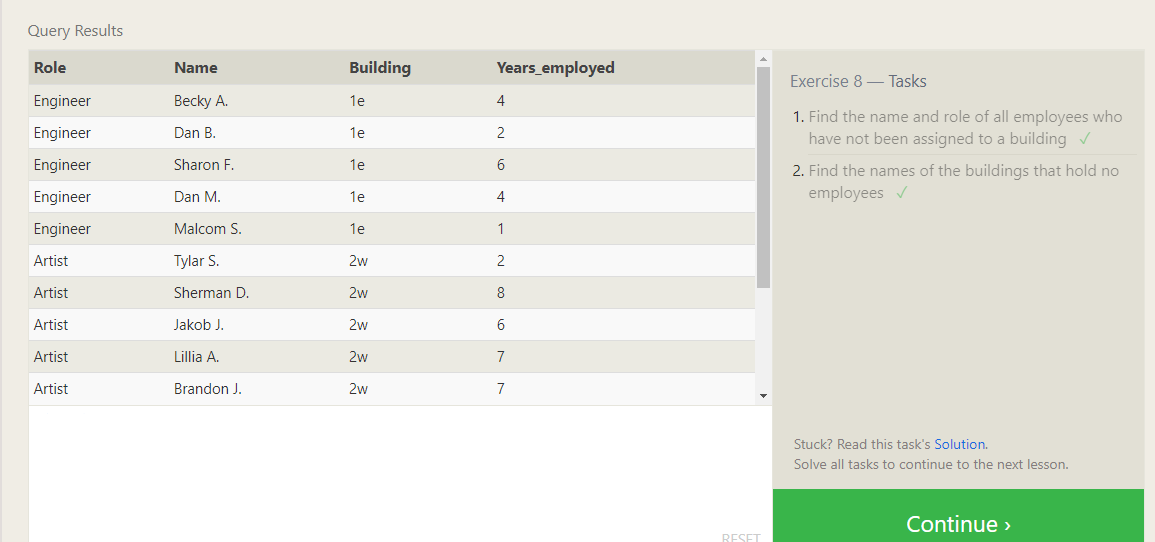 Query Results
Role Name Building Years_employed
Engineer Becky A. 1e 4
Engineer Dan B. 1e 2
Engineer Sharon F. 1e 6
Engineer Dan M. 1e 4
Engineer Malcom S. 1e 1
Artist Tylar S. 2w 2
Artist Sherman D. 2w 8
Artist Jakob J. 2w 6
Artist Lillia A. 2w 7
Artist Brandon J. 2w 7
RESET
Exercise 8 — Tasks
1. Find the name and role of all employees who
have not been assigned to a building ✓
2. Find the names of the buildings that hold no
employees ✓
Stuck? Read this task's Solution.
Solve all tasks to continue to the next lesson.
Continue ›